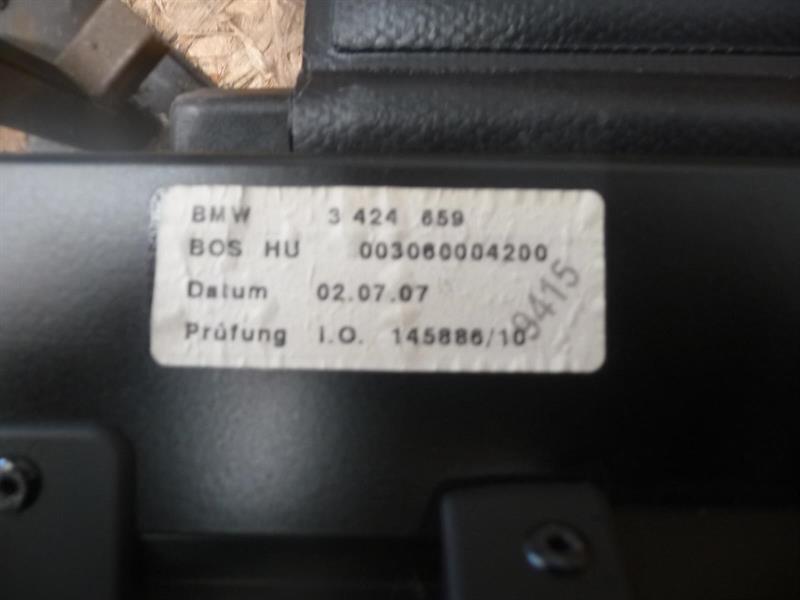 BMW 3 424 659
BOS HU 003060004200
Datum 02.07.07
Prüfung I.O. 145886/10
9415